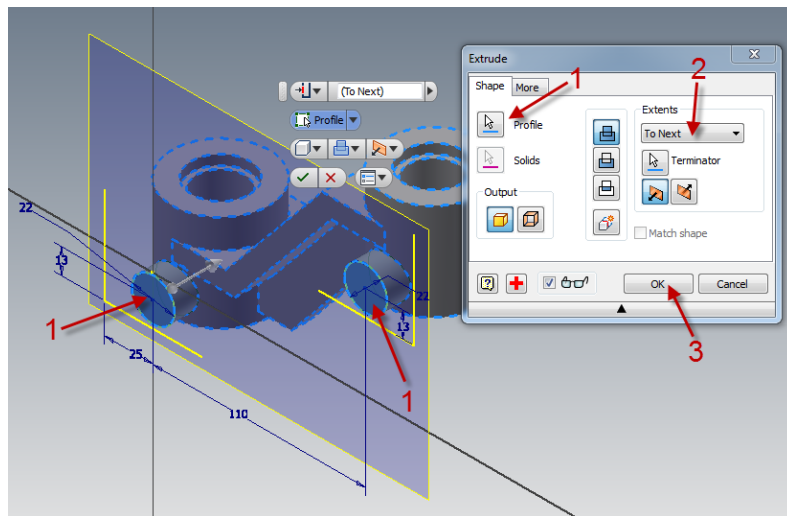 Extrude
Shape More
1
2
(To Next)
Profile
Profile
Extents
To Next
Solids
Terminator
Output
Match shape
OK
Cancel
3
22
13
1
25
110
22
13
1